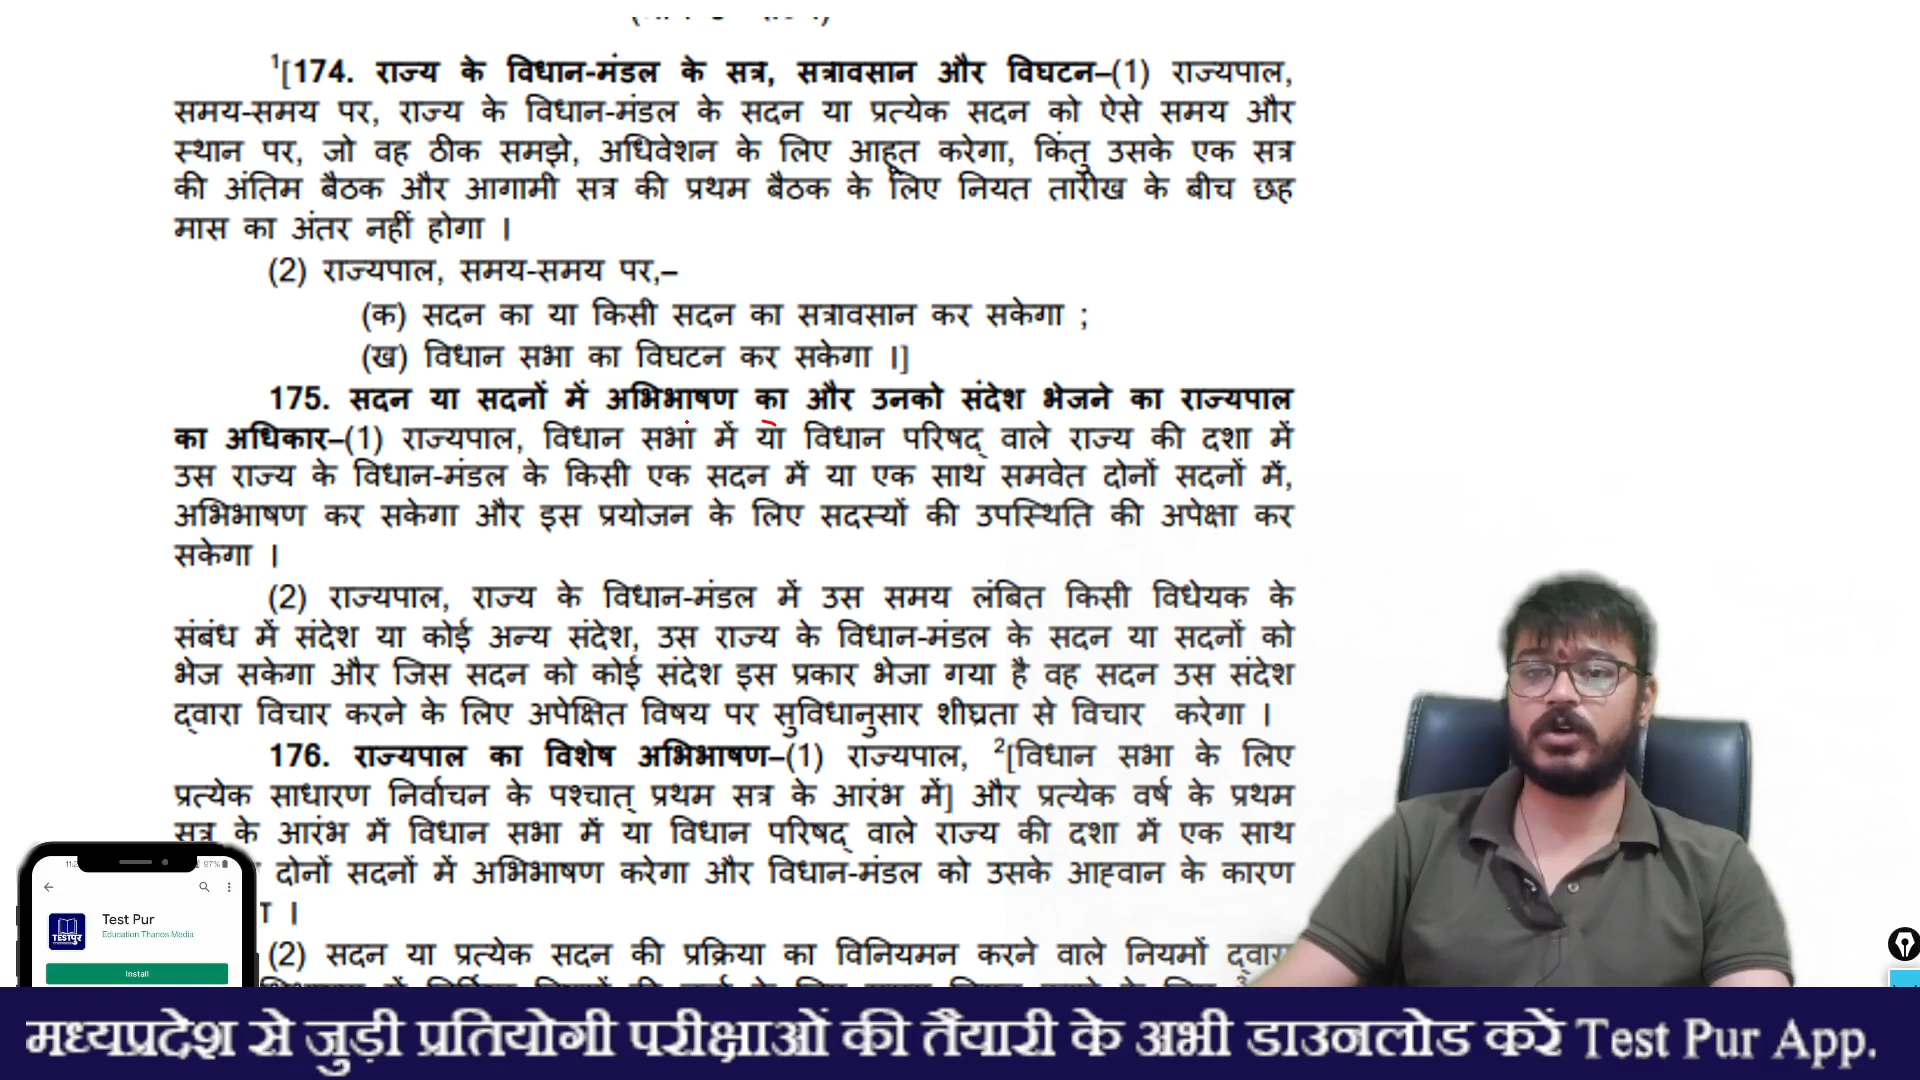 ¹[174. राज्य के विधान-मंडल के सत्र, सत्रावसान और विघटन–(1) राज्यपाल,
समय-समय पर, राज्य के विधान-मंडल के सदन या प्रत्येक सदन को ऐसे समय और
स्थान पर, जो वह ठीक समझे, अधिवेशन के लिए आहूत करेगा, किंतु उसके एक सत्र
की अंतिम बैठक और आगामी सत्र की प्रथम बैठक के लिए नियत तारीख के बीच छह
मास का अंतर नहीं होगा ।
(2) राज्यपाल, समय-समय पर,–
(क) सदन का या किसी सदन का सत्रावसान कर सकेगा ;
(ख) विधान सभा का विघटन कर सकेगा ।]
175. सदन या सदनों में अभिभाषण का और उनको संदेश भेजने का राज्यपाल
का अधिकार–(1) राज्यपाल, विधान सभा में या विधान परिषद् वाले राज्य की दशा में
उस राज्य के विधान-मंडल के किसी एक सदन में या एक साथ समवेत दोनों सदनों में,
अभिभाषण कर सकेगा और इस प्रयोजन के लिए सदस्यों की उपस्थिति की अपेक्षा कर
सकेगा ।
(2) राज्यपाल, राज्य के विधान-मंडल में उस समय लंबित किसी विधेयक के
संबंध में संदेश या कोई अन्य संदेश, उस राज्य के विधान-मंडल के सदन या सदनों को
भेज सकेगा और जिस सदन को कोई संदेश इस प्रकार भेजा गया है वह सदन उस संदेश
द्वारा विचार करने के लिए अपेक्षित विषय पर सुविधानुसार शीघ्रता से विचार करेगा ।
176. राज्यपाल का विशेष अभिभाषण–(1) राज्यपाल, ²[विधान सभा के लिए
प्रत्येक साधारण निर्वाचन के पश्चात् प्रथम सत्र के आरंभ में] और प्रत्येक वर्ष के प्रथम
सत्र के आरंभ में विधान सभा में या विधान परिषद् वाले राज्य की दशा में एक साथ
दोनों सदनों में अभिभाषण करेगा और विधान-मंडल को उसके आह्वान के कारण
।
(2) सदन या प्रत्येक सदन की प्रक्रिया का विनियमन करने वाले नियमों द्वारा
97%
Test Pur
Education Thanos Media
टेस्टपुर
Install
मध्यप्रदेश से जुड़ी प्रतियोगी परीक्षाओं की तैयारी के अभी डाउनलोड करें Test Pur App.